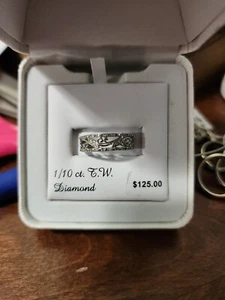 1/10 ct. T.W.
Diamond
$125.00